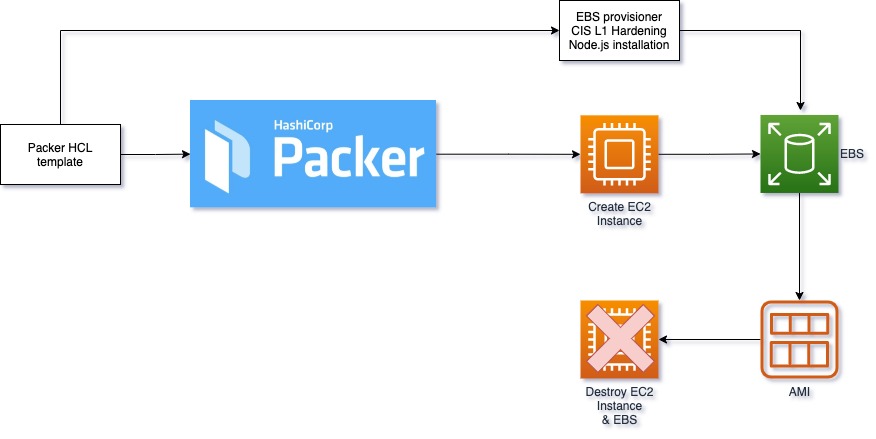 EBS provisioner
CIS L1 Hardening
Node.js installation
Packer HCL
template
HashiCorp
Packer
EBS
Create EC2
Instance
Destroy EC2
Instance
& EBS
AMI